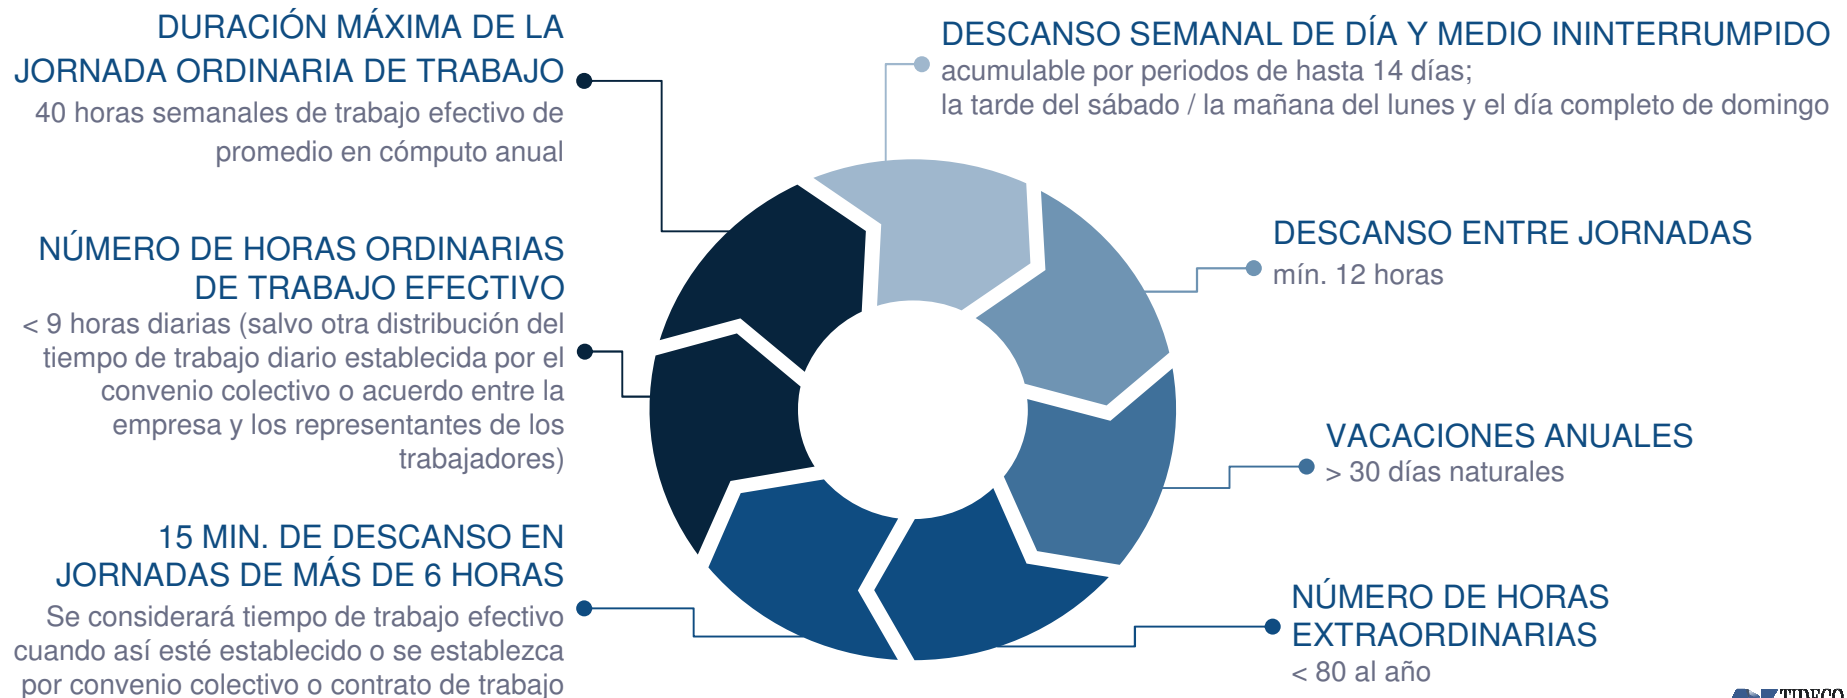 DURACIÓN MÁXIMA DE LA
JORNADA ORDINARIA DE TRABAJO
40 horas semanales de trabajo efectivo de
promedio en cómputo anual
NÚMERO DE HORAS ORDINARIAS
DE TRABAJO EFECTIVO
< 9 horas diarias (salvo otra distribución del
tiempo de trabajo diario establecida por el
convenio colectivo o acuerdo entre la
empresa y los representantes de los
trabajadores)
15 MIN. DE DESCANSO EN
JORNADAS DE MÁS DE 6 HORAS
Se considerará tiempo de trabajo efectivo
cuando así esté establecido o se establezca
por convenio colectivo o contrato de trabajo
DESCANSO SEMANAL DE DÍA Y MEDIO ININTERRUMPIDO
acumulable por periodos de hasta 14 días;
la tarde del sábado / la mañana del lunes y el día completo de domingo
DESCANSO ENTRE JORNADAS
mín. 12 horas
VACACIONES ANUALES
> 30 días naturales
NÚMERO DE HORAS
EXTRAORDINARIAS
< 80 al año